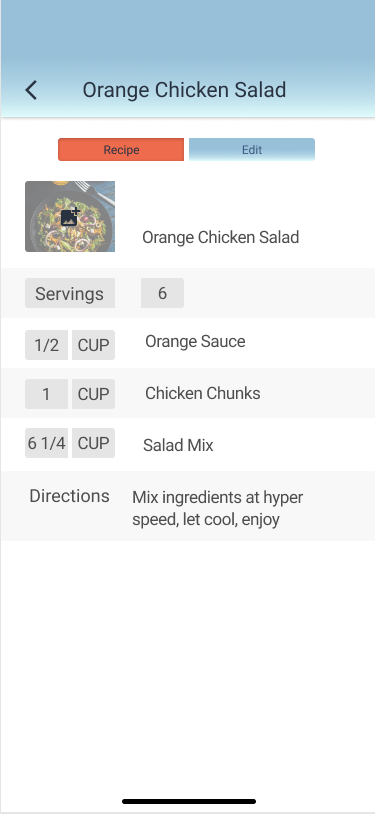 Orange Chicken Salad
Recipe Edit
Orange Chicken Salad
Servings 6
1/2 CUP Orange Sauce
1 CUP Chicken Chunks
6 1/4 CUP Salad Mix
Directions Mix ingredients at hyper
speed, let cool, enjoy